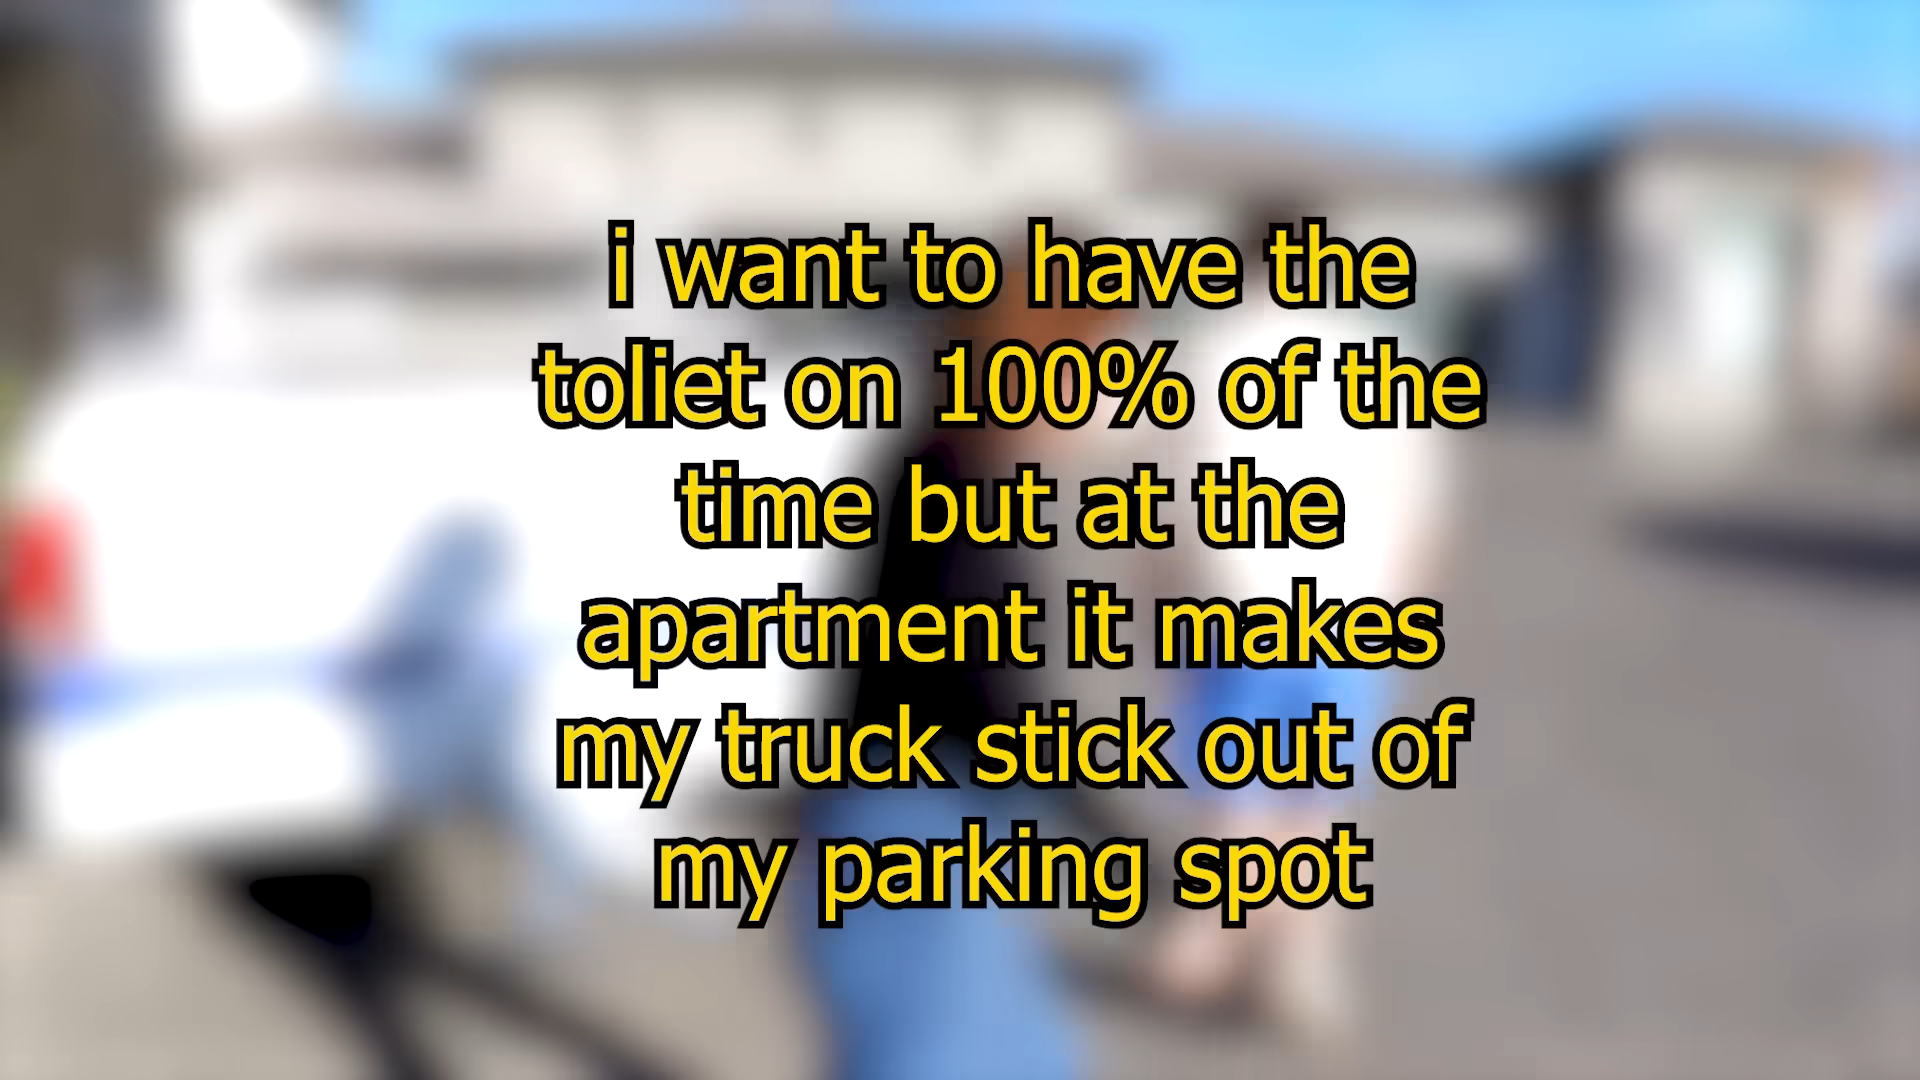 i want to have the
toliet on 100% of the
time but at the
apartment it makes
my truck stick out of
my parking spot